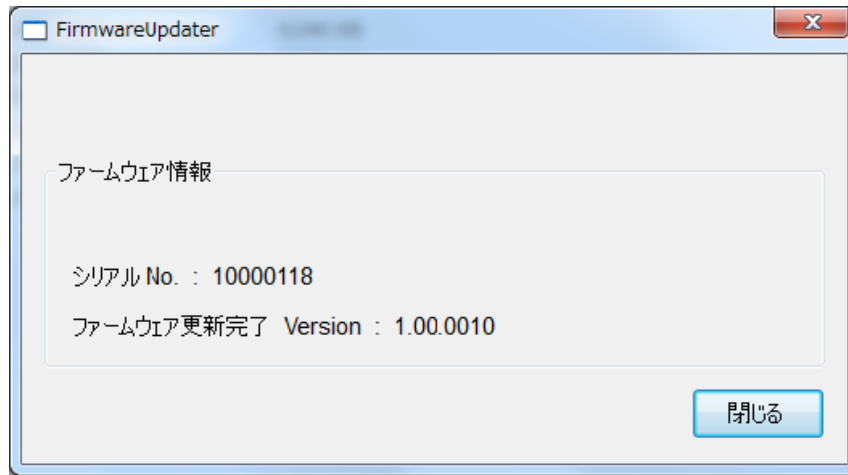 FirmwareUpdater
ファームウェア情報
シリアル No. : 10000118
ファームウェア更新完了 Version : 1.00.0010
閉じる